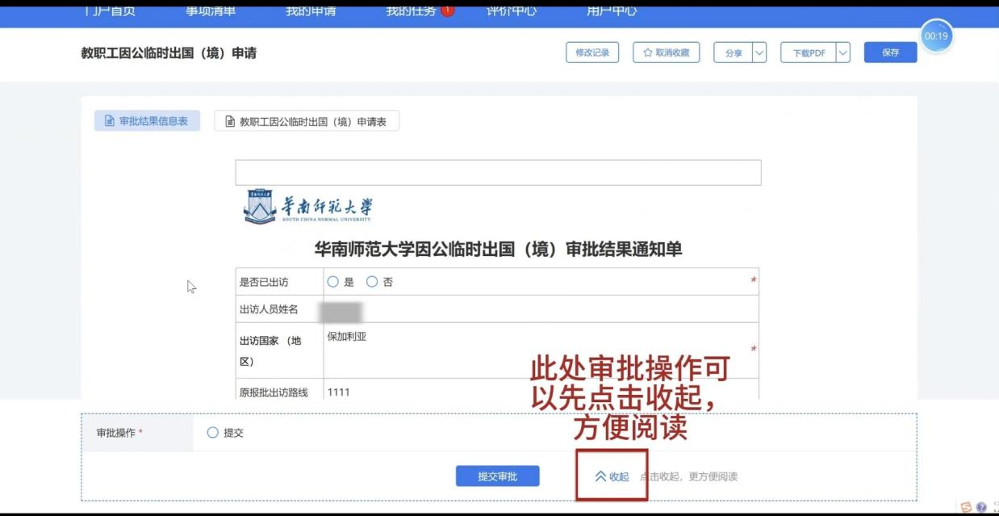 门户首页 事项清单 我的申请 我的任务 1 评价中心 用户中心
00:19
教职工因公临时出国（境）申请 修改记录 取消收藏 分享 下载PDF 保存
审批结果信息表 教职工因公临时出国（境）申请表
华南师范大学
SOUTH CHINA NORMAL UNIVERSITY
华南师范大学因公临时出国（境）审批结果通知单
是否已出访 是 否 *
出访人员姓名
出访国家 （地
区）
保加利亚
*
原报批出访路线 1111
此处审批操作可
以先点击收起，
方便阅读
审批操作 * 提交
提交审批 收起 点击收起，更方便阅读